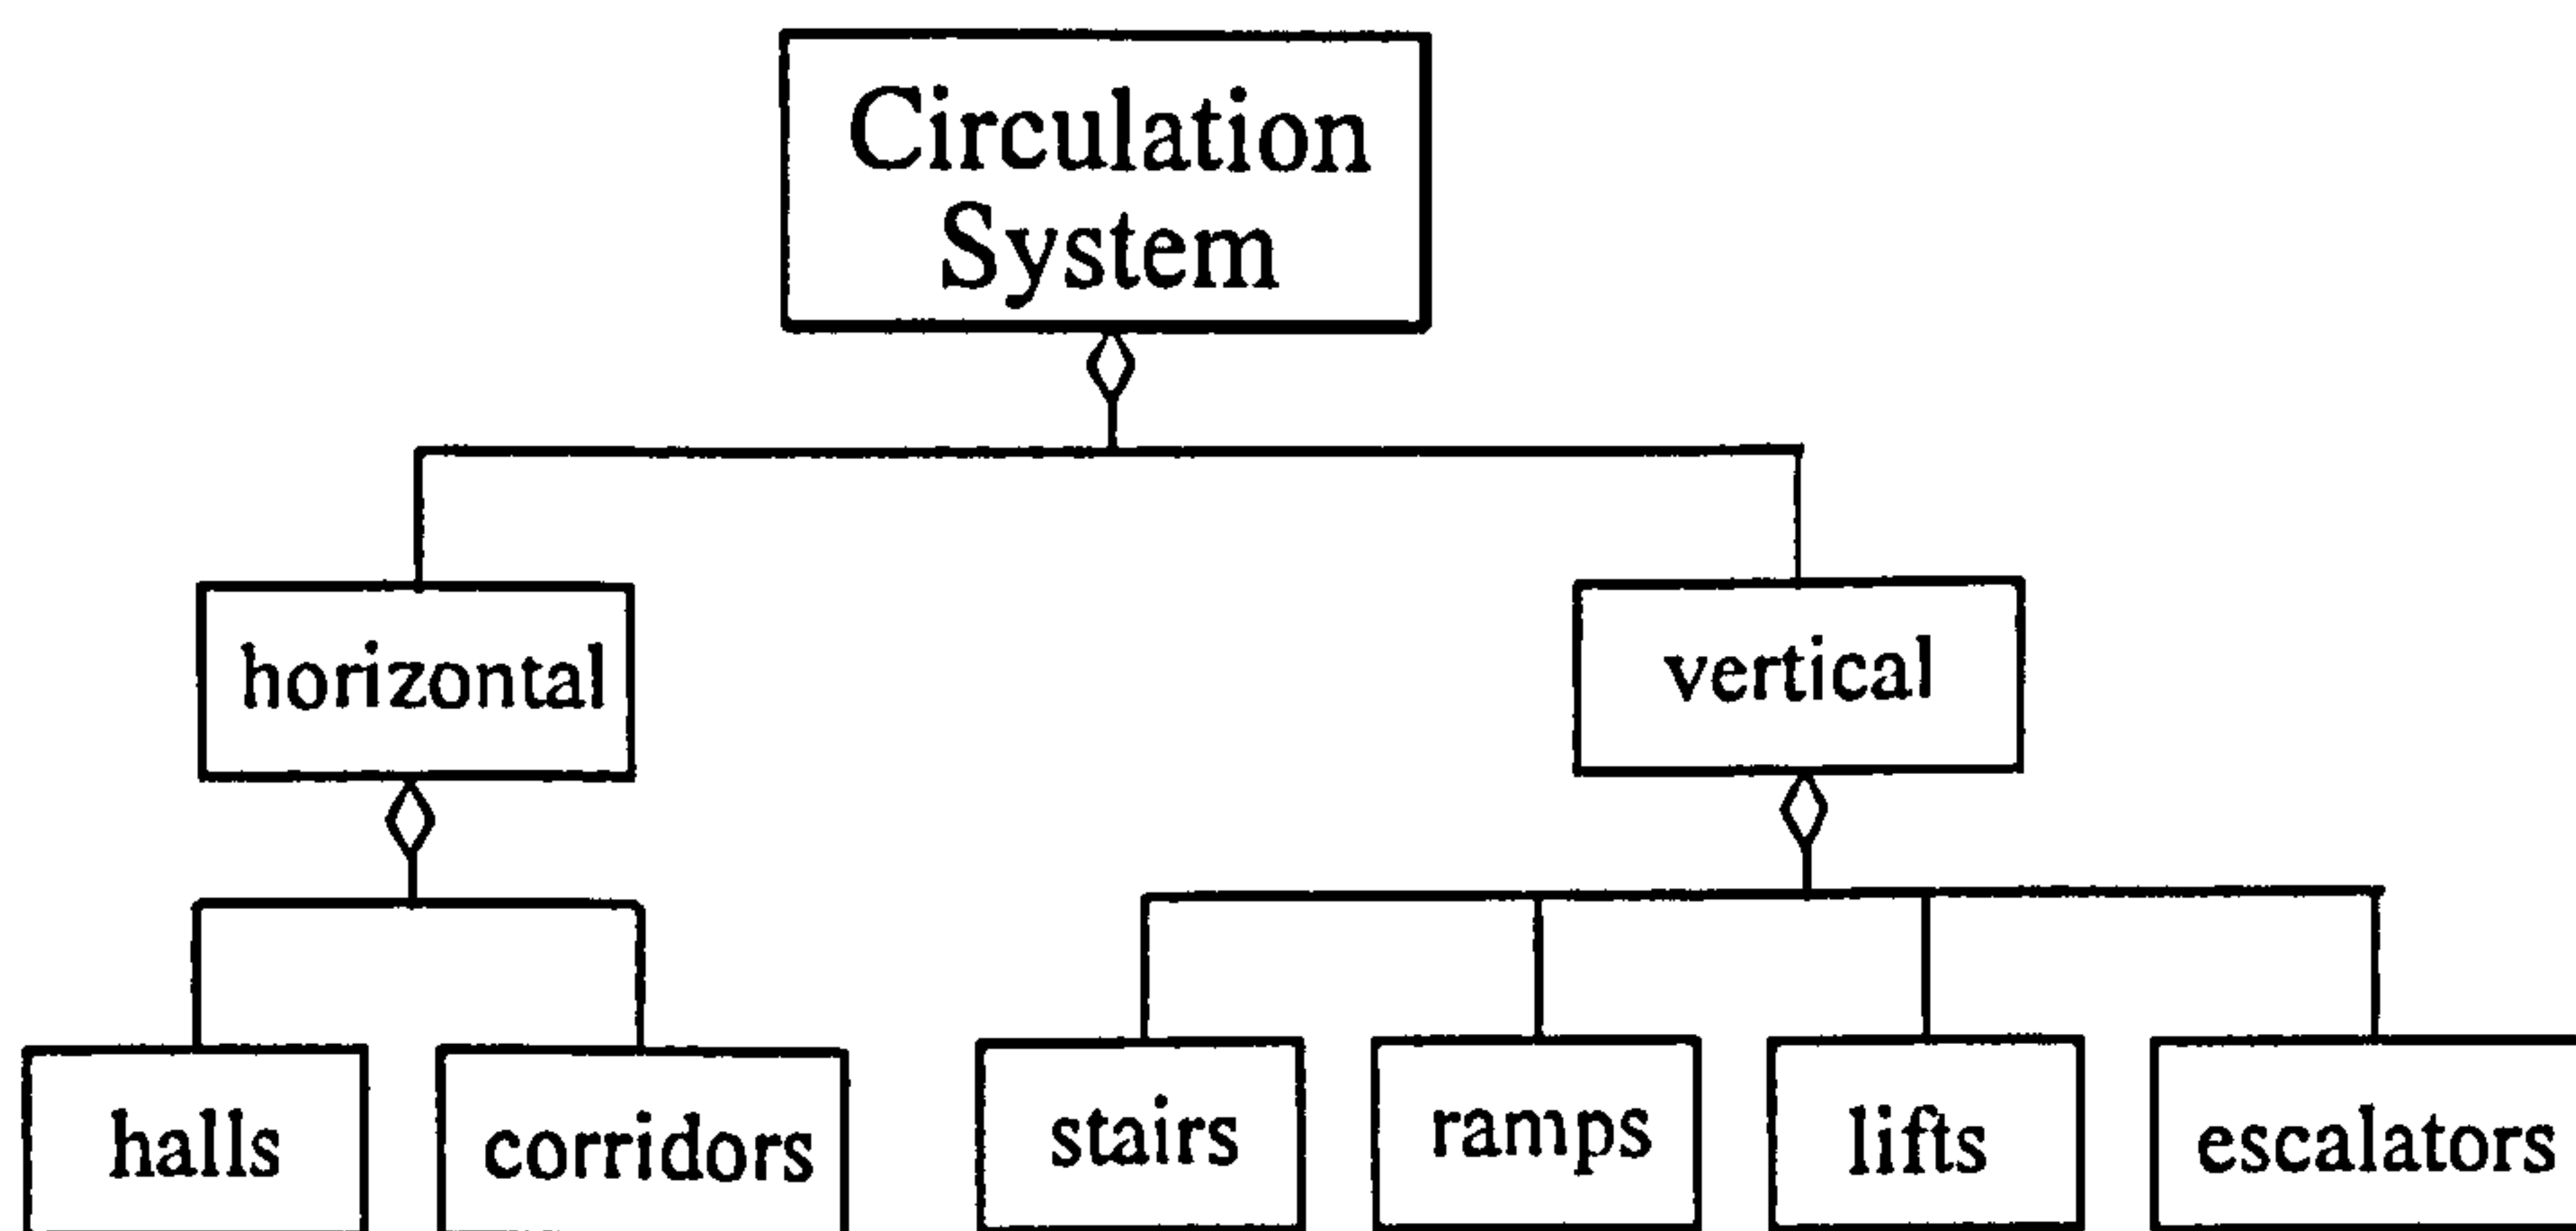 Circulation
System
horizontal
vertical
halls
corridors
stairs
ramps
lifts
escalators